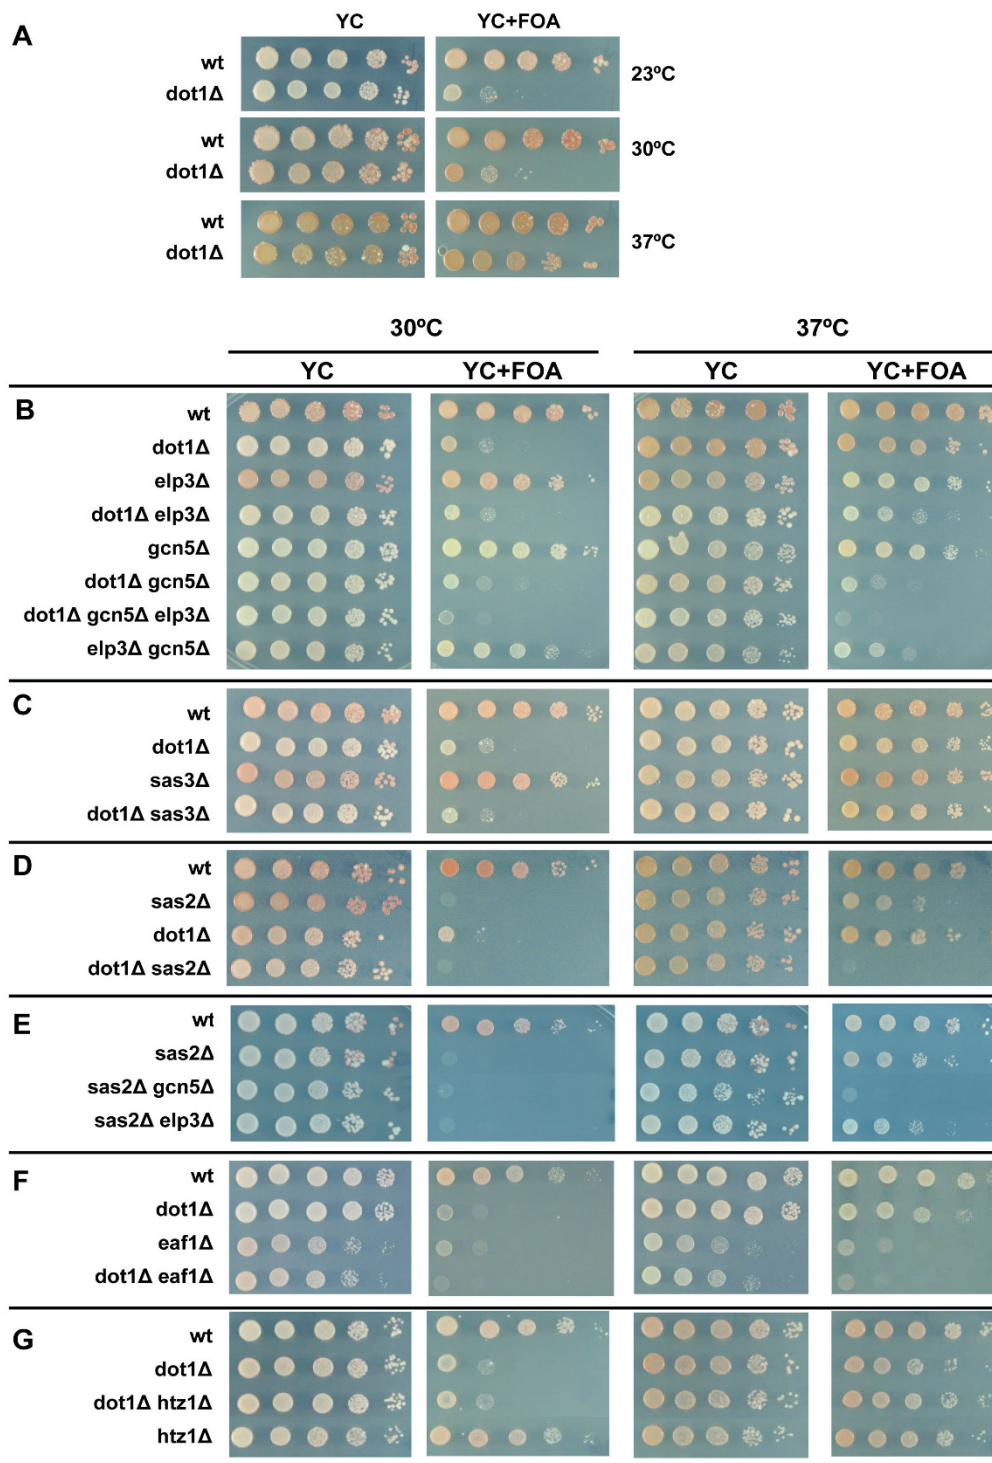 A
YC YC+FOA
wt
23ºC
dot1Δ
wt
30ºC
dot1Δ
wt
37ºC
dot1Δ
30ºC 37ºC
YC YC+FOA YC YC+FOA
B
wt
dot1Δ
elp3Δ
dot1Δ elp3Δ
gcn5Δ
dot1Δ gcn5Δ
dot1Δ gcn5Δ elp3Δ
elp3Δ gcn5Δ
C
wt
dot1Δ
sas3Δ
dot1Δ sas3Δ
D
wt
sas2Δ
dot1Δ
dot1Δ sas2Δ
E
wt
sas2Δ
sas2Δ gcn5Δ
sas2Δ elp3Δ
F
wt
dot1Δ
eaf1Δ
dot1Δ eaf1Δ
G
wt
dot1Δ
dot1Δ htz1Δ
htz1Δ